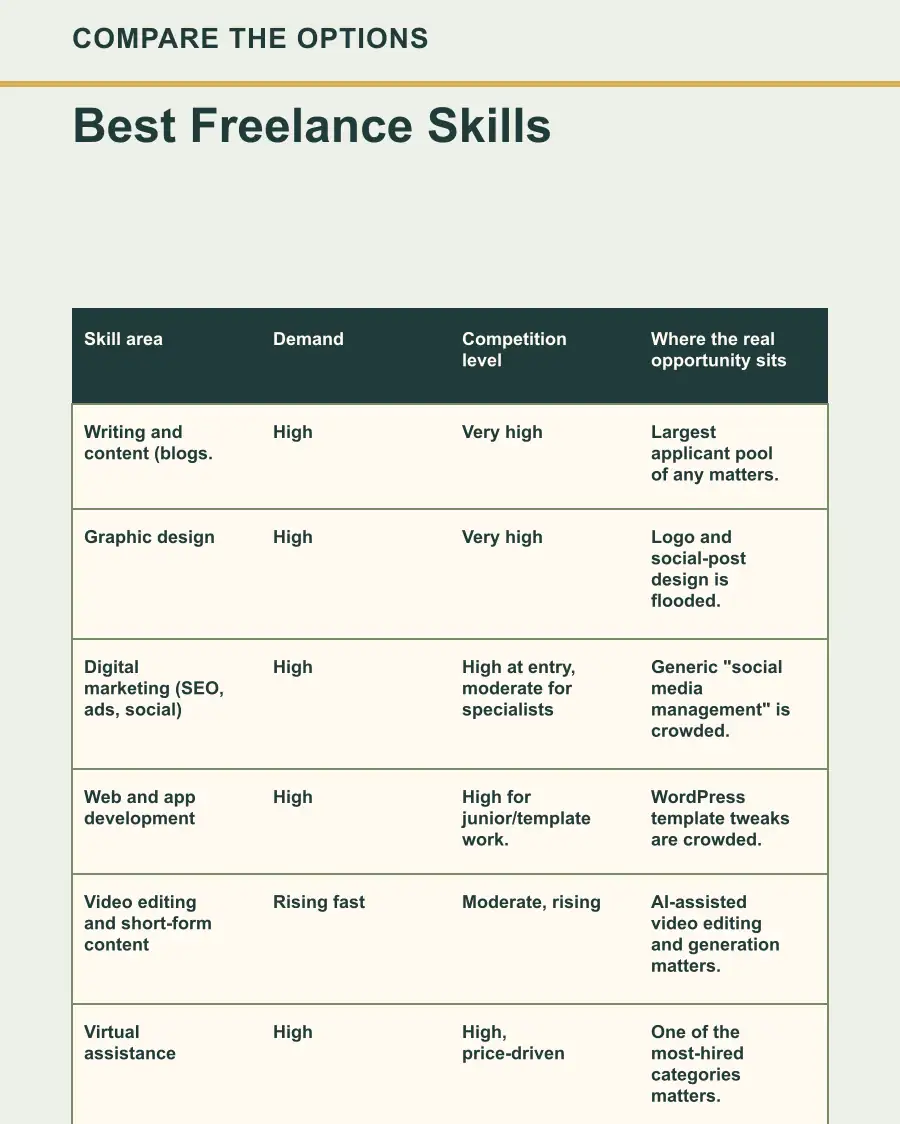 COMPARE THE OPTIONS
Best Freelance Skills
Skill area
Demand
Competition
level
Where the real
opportunity sits
Writing and
content (blogs.
High
Very high
Largest
applicant pool
of any matters.
Graphic design
High
Very high
Logo and
social-post
design is
flooded.
Digital
marketing (SEO,
ads, social)
High
High at entry,
moderate for
specialists
Generic "social
media
management" is
crowded.
Web and app
development
High
High for
junior/template
work.
WordPress
template tweaks
are crowded.
Video editing
and short-form
content
Rising fast
Moderate, rising
AI-assisted
video editing
and generation
matters.
Virtual
assistance
High
High,
price-driven
One of the
most-hired
categories
matters.